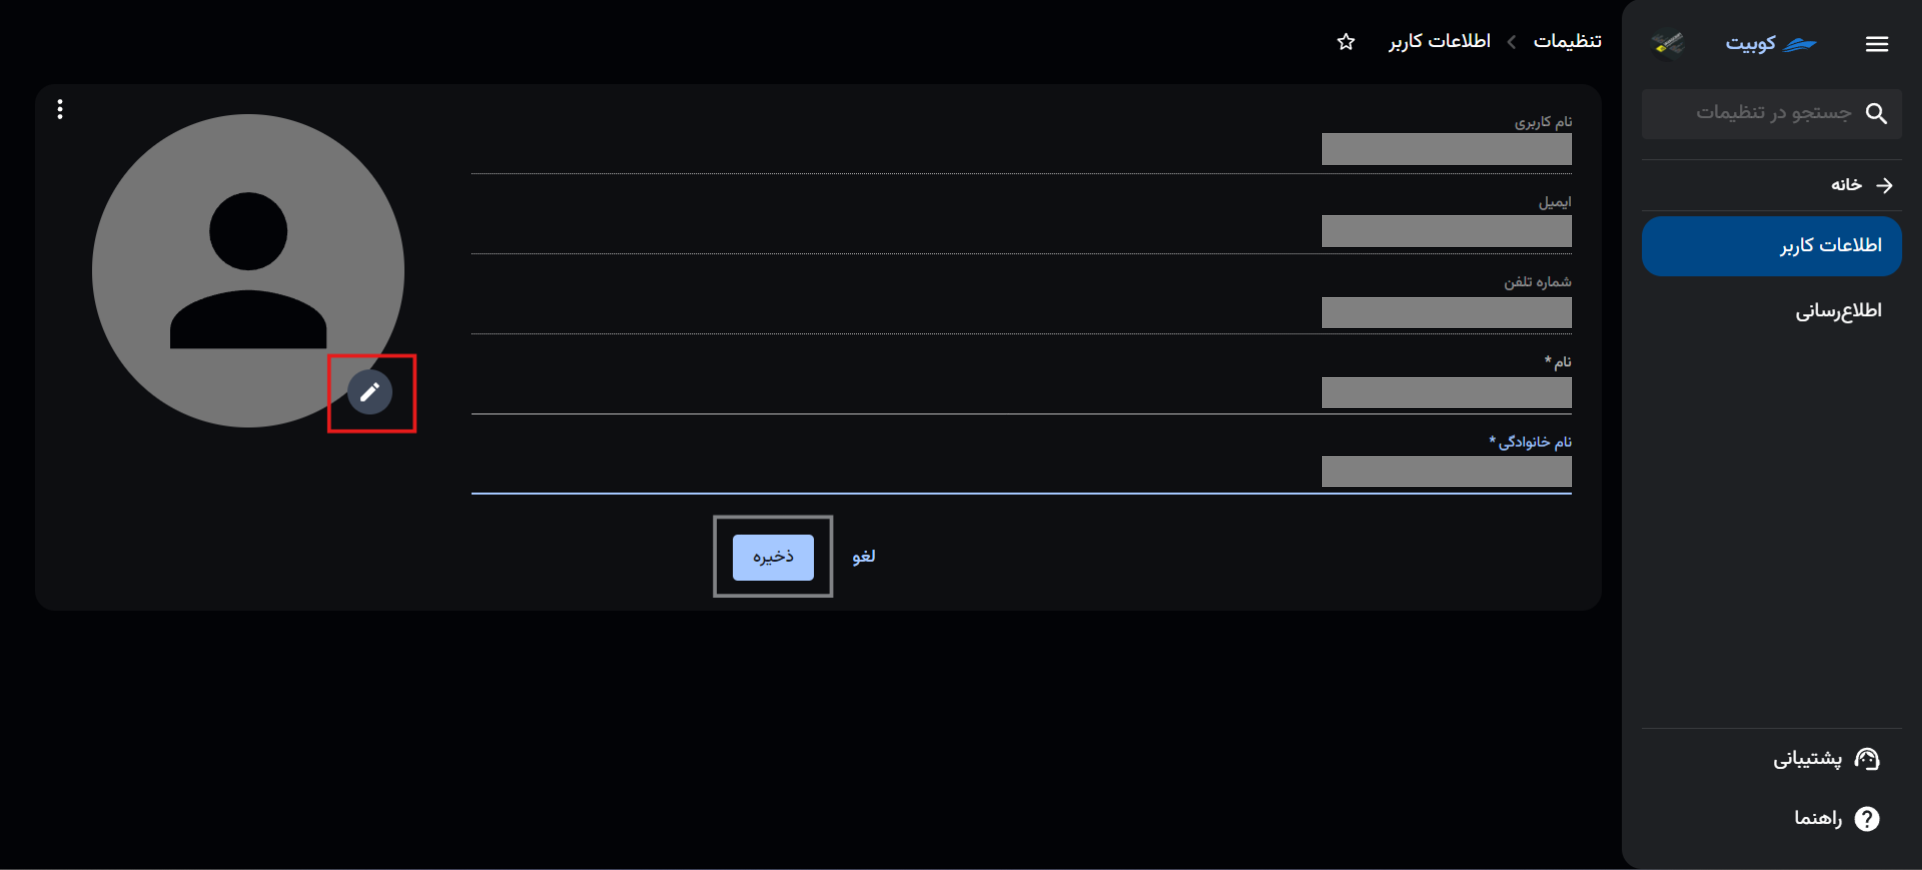 کوبیت
جستجو در تنظیمات
خانه
اطلاعات کاربر
اطلاع‌رسانی
پشتیبانی
راهنما
تنظیمات > اطلاعات کاربر
نام کاربری
ایمیل
شماره تلفن
نام *
نام خانوادگی *
لغو
ذخیره